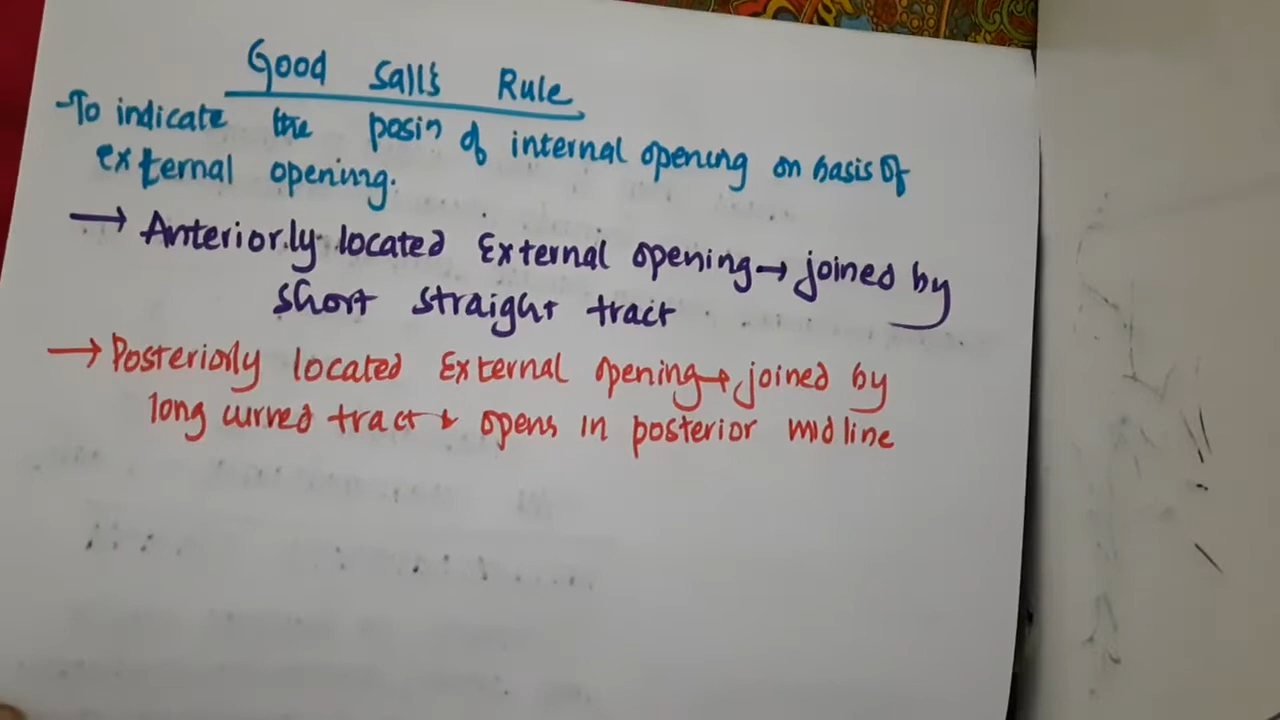 Good Sall's Rule
-To indicate the posin of internal opening on basis of
external opening.
→ Anteriorly located External opening → joined by
short straight tract
→ Posteriorly located External opening → joined by
long curved tract & opens in posterior midline